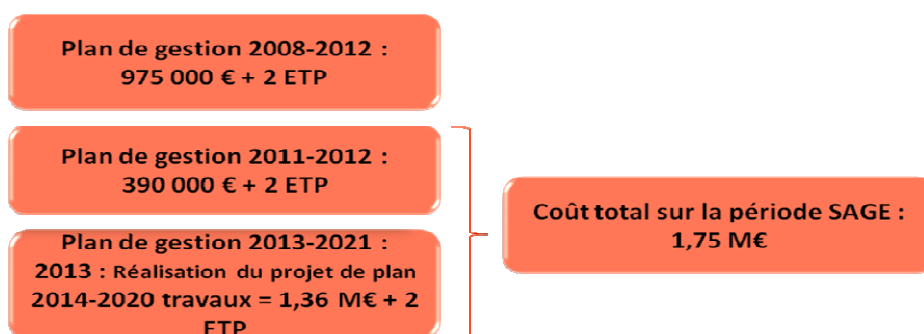 Plan de gestion 2008-2012 :
975 000 € + 2 ETP
Plan de gestion 2011-2012 :
390 000 € + 2 ETP
Plan de gestion 2013-2021 :
2013 : Réalisation du projet de plan
2014-2020 travaux = 1,36 M€ + 2
ETP
Coût total sur la période SAGE :
1,75 M€